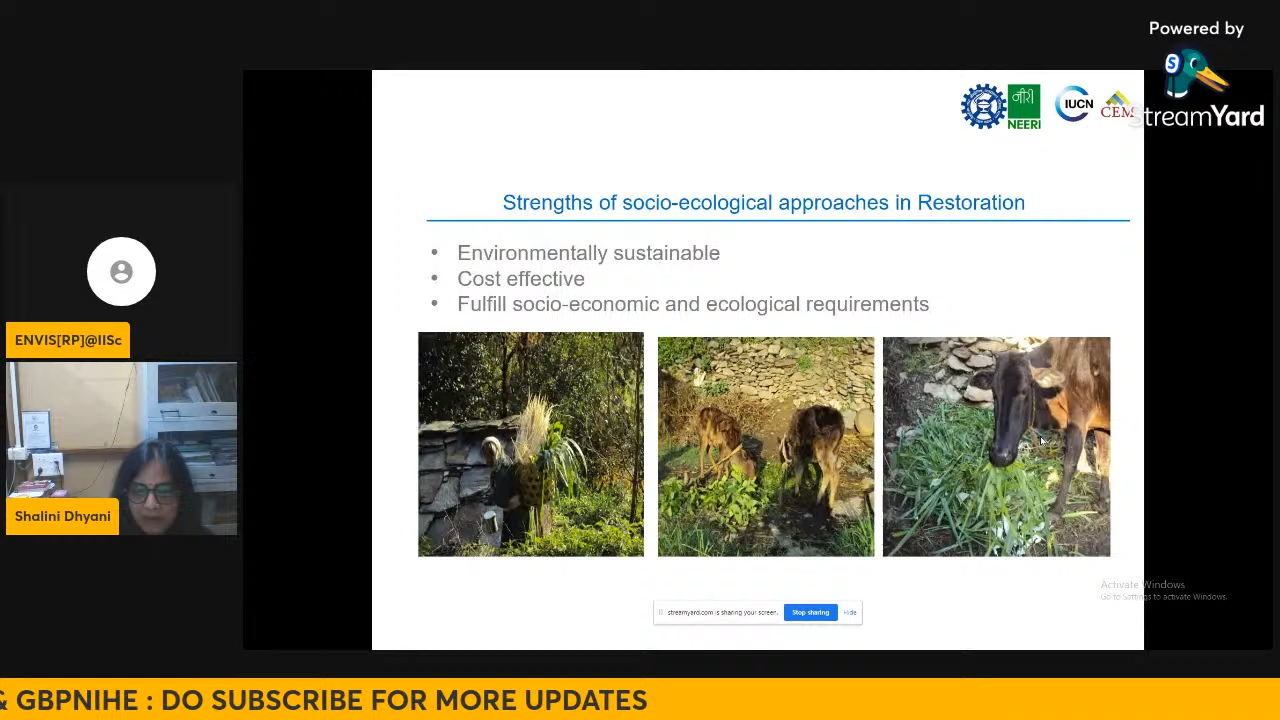 Powered by
StreamYard
नीरी
NEERI
IUCN
CEM
Strengths of socio-ecological approaches in Restoration
• Environmentally sustainable
• Cost effective
• Fulfill socio-economic and ecological requirements
ENVIS[RP]@IISc
Shalini Dhyani
Activate Windows
Go to Settings to activate Windows.
streamyard.com is sharing your screen. Stop sharing Hide
& GBPNIHE : DO SUBSCRIBE FOR MORE UPDATES